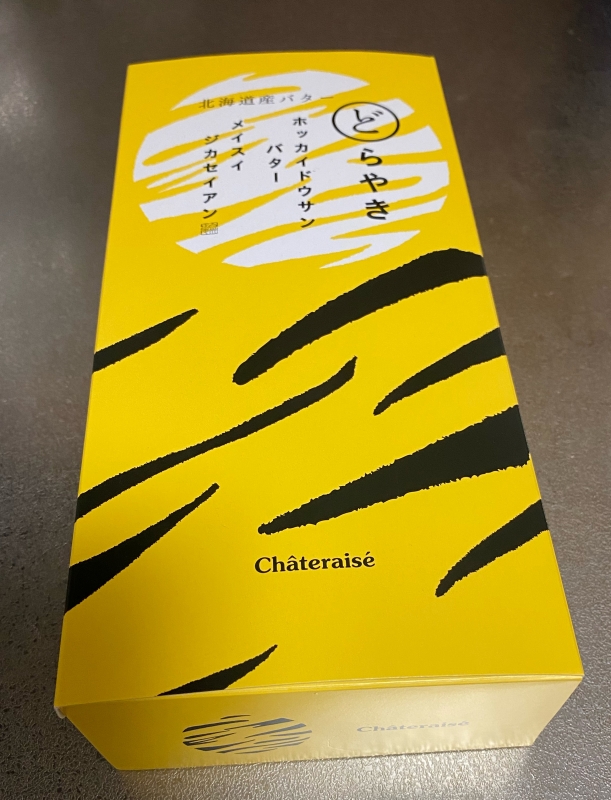 北海道産バター
どらやき
ホッカイドウサン
バター
メイスイ
ジカセイアン
Châteraisé
Châteraisé